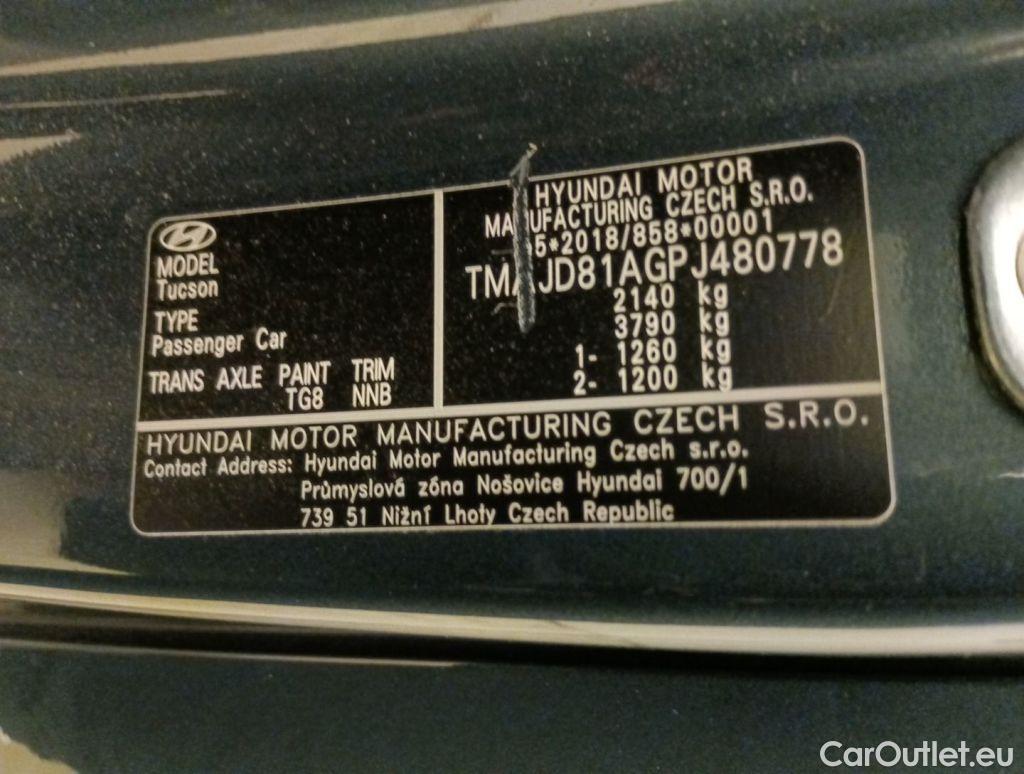 MODEL
Tucson
TYPE
Passenger Car
TRANS AXLE PAINT TRIM
TG8 NNB
HYUNDAI MOTOR
MANUFACTURING CZECH S.R.O.
5*2018/858*00001
TMAJD81AGPJ480778
2140 kg
3790 kg
1- 1260 kg
2- 1200 kg
HYUNDAI MOTOR MANUFACTURING CZECH S.R.O.
Contact Address: Hyundai Motor Manufacturing Czech s.r.o.
Průmyslová zóna Nošovice Hyundai 700/1
739 51 Nižní Lhoty Czech Republic
CarOutlet.eu